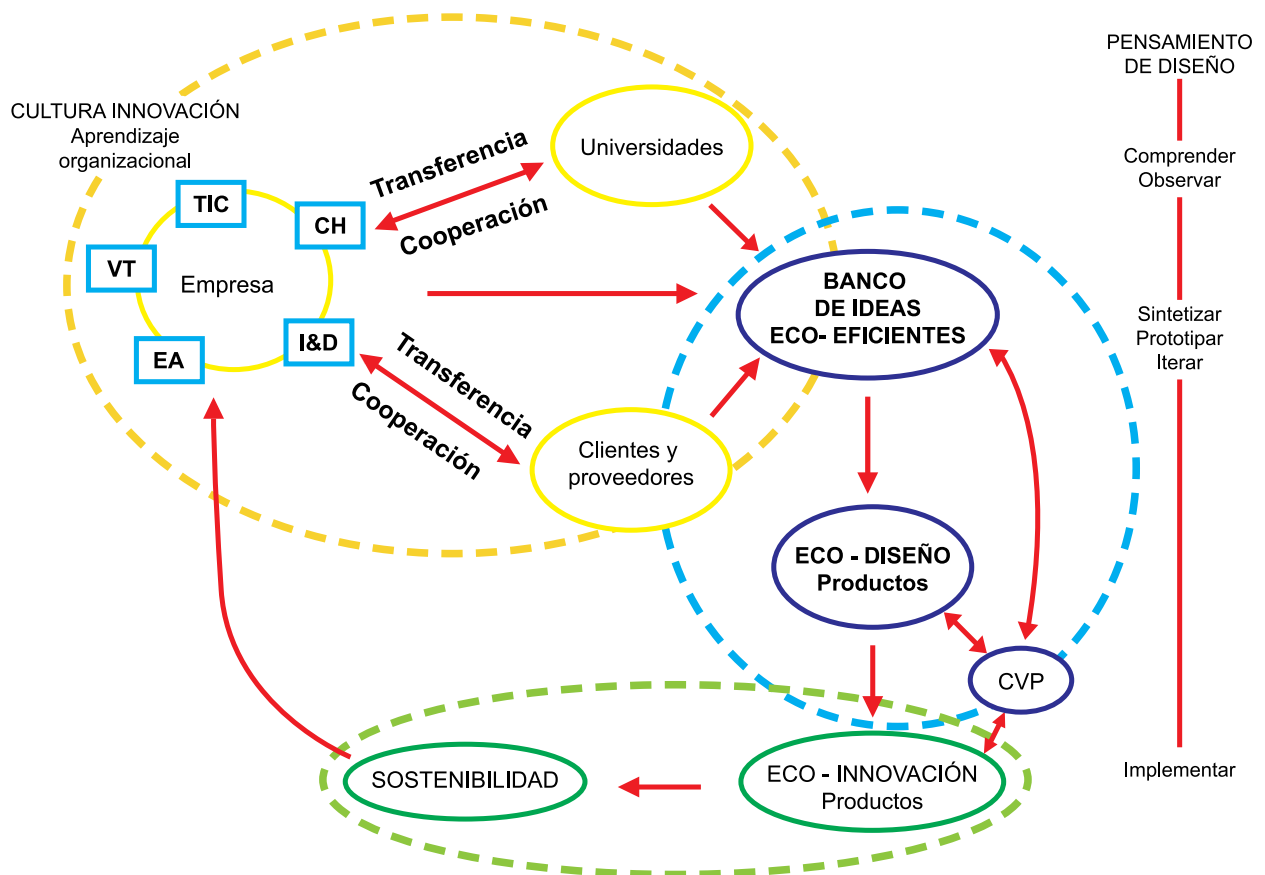 PENSAMIENTO
DE DISEÑO
CULTURA INNOVACIÓN
Aprendizaje
organizacional
TIC
CH
VT
Empresa
EA
I&D
Transferencia
Cooperación
Universidades
Transferencia
Cooperación
Clientes y
proveedores
BANCO
DE IDEAS
ECO- EFICIENTES
ECO - DISEÑO
Productos
CVP
ECO - INNOVACIÓN
Productos
SOSTENIBILIDAD
Comprender
Observar
Sintetizar
Prototipar
Iterar
Implementar